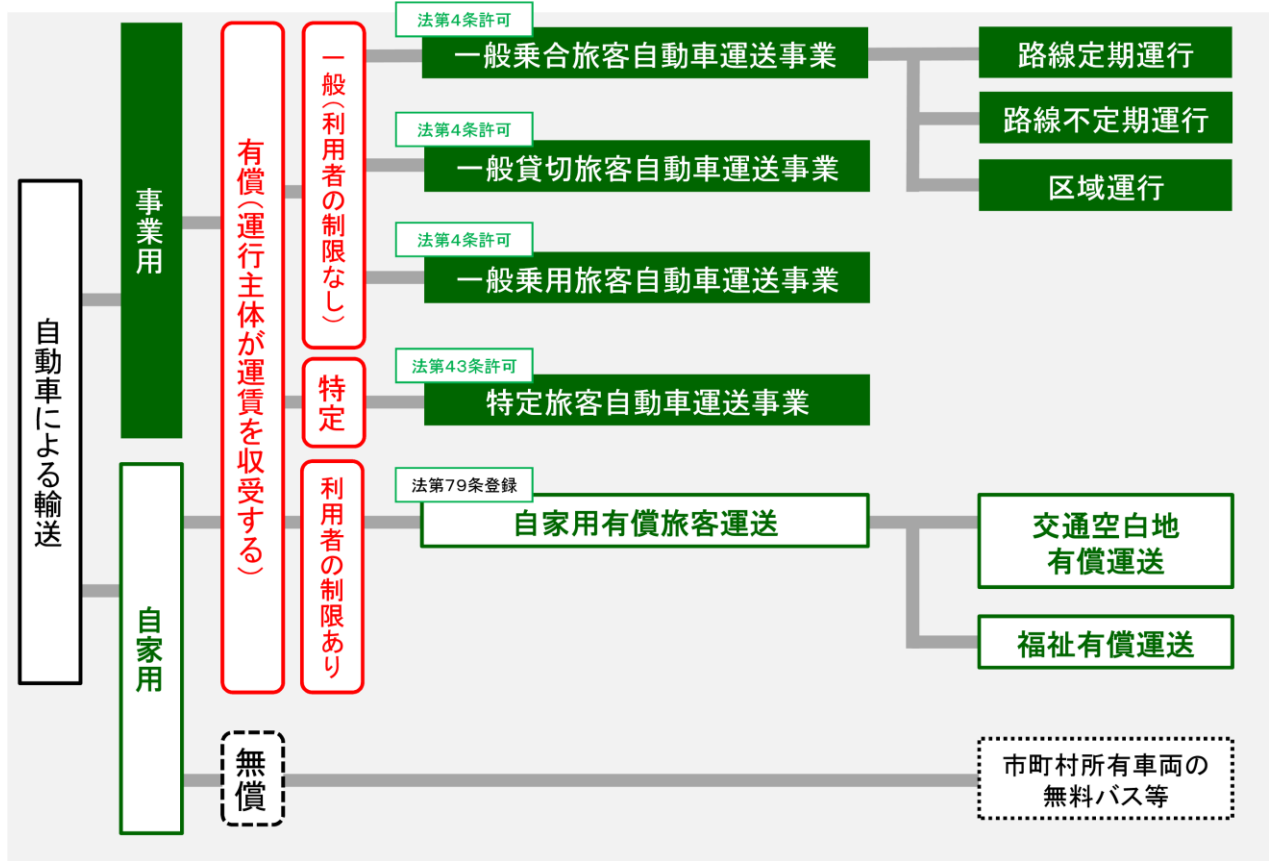 自動車による輸送
事業用
有償(運行主体が運賃を収受する)
一般(利用者の制限なし)
法第4条許可
一般乗合旅客自動車運送事業
路線定期運行
路線不定期運行
区域運行
法第4条許可
一般貸切旅客自動車運送事業
法第4条許可
一般乗用旅客自動車運送事業
特定
法第43条許可
特定旅客自動車運送事業
自家用
利用者の制限あり
法第79条登録
自家用有償旅客運送
交通空白地
有償運送
福祉有償運送
無償
市町村所有車両の
無料バス等